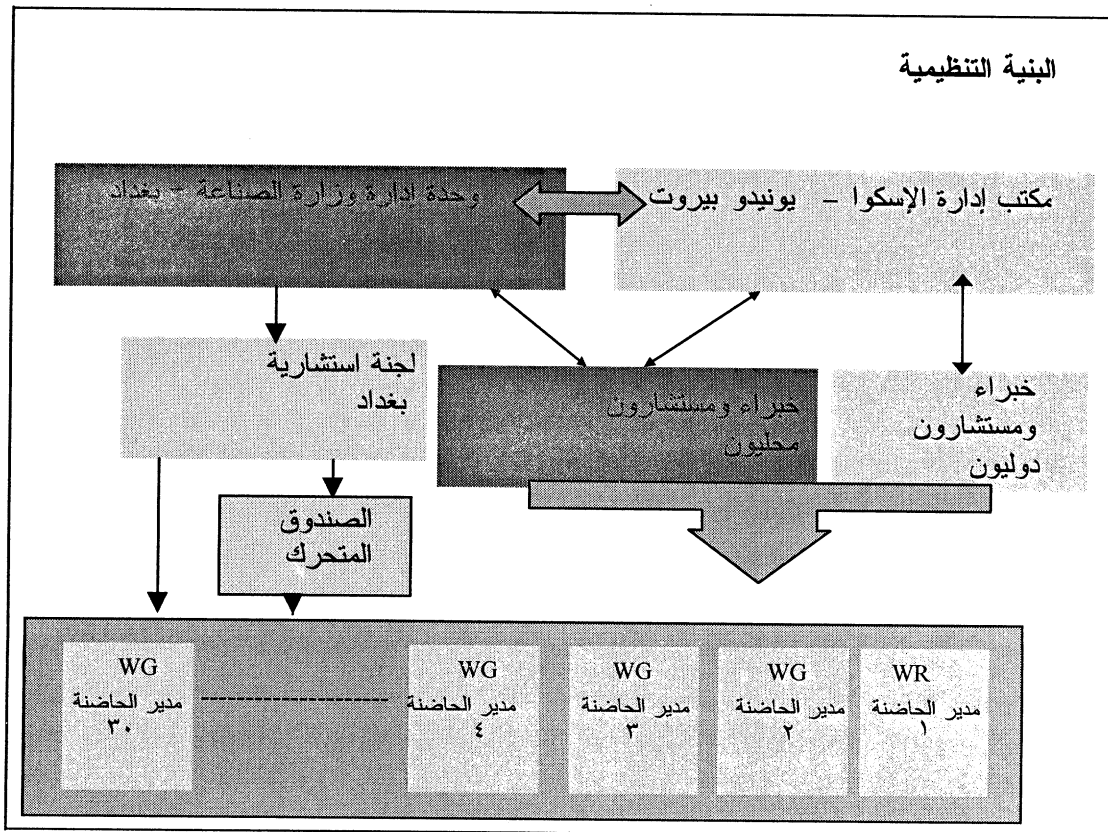 البنية التنظيمية
مكتب إدارة الإسكوا – يونيدو بيروت
وحدة ادارة وزارة الصناعة – بغداد
خبراء
ومستشارون
دوليون
خبراء ومستشارون
محليون
لجنة استشارية
بغداد
الصندوق
المتحرك
WR
مدير الحاضنة
١
WG
مدير الحاضنة
٢
WG
مدير الحاضنة
٣
WG
مدير الحاضنة
٤
WG
مدير الحاضنة
٣٠